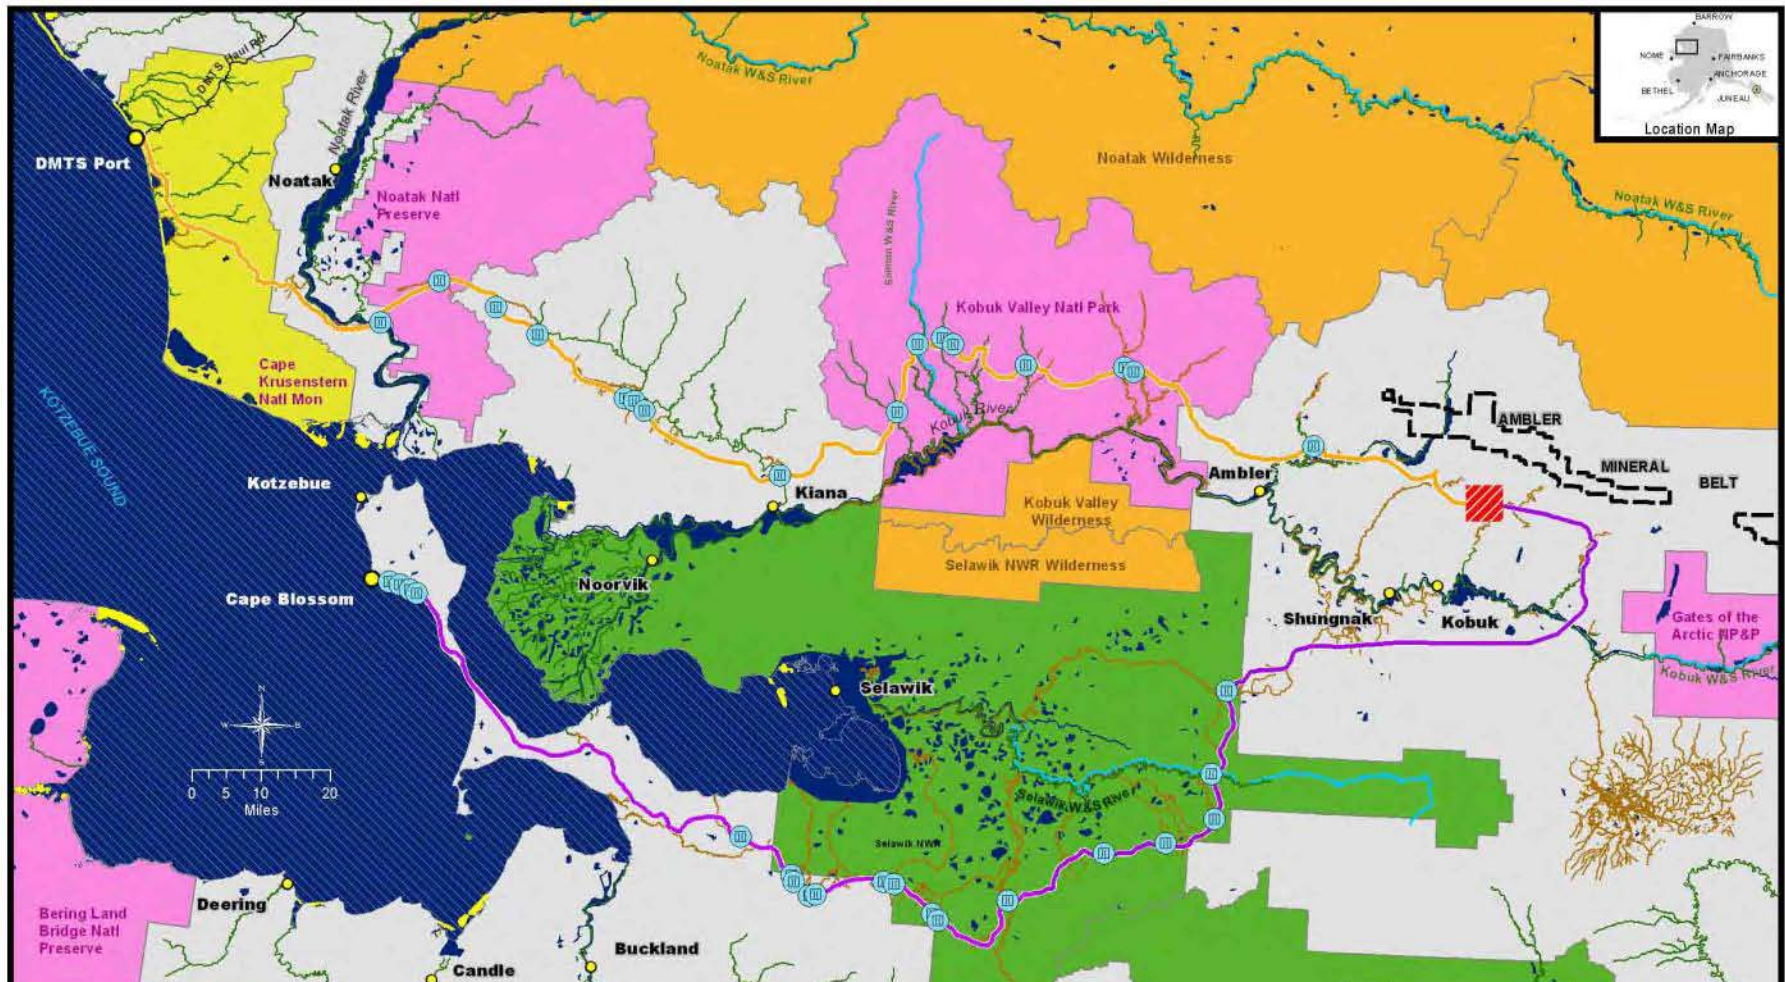 BARROW
NOME
FAIRBANKS
ANCHORAGE
BETHEL
JUNEAU
Location Map
DMTS Haul Rd.
Noatak River
Noatak W&S River
DMTS Port
Noatak
Noatak Natl
Preserve
Noatak Wilderness
Noatak W&S River
Salmon W&S River
Kobuk Valley Natl Park
Cape
Krusenstern
Natl Mon
KOTZEBUE SOUND
Kobuk River
AMBLER
MINERAL
BELT
Kotzebue
Kiana
Ambler
Kobuk Valley
Wilderness
Selawik NWR Wilderness
Noorvik
Cape Blossom
Shungnak
Kobuk
Gates of the
Arctic NP&P
Kobuk W&S River
Selawik
N
W
E
S
0 5 10 20
Miles
Selawik W&S River
Selawik NWR
Deering
Bering Land
Bridge Natl
Preserve
Buckland
Candle